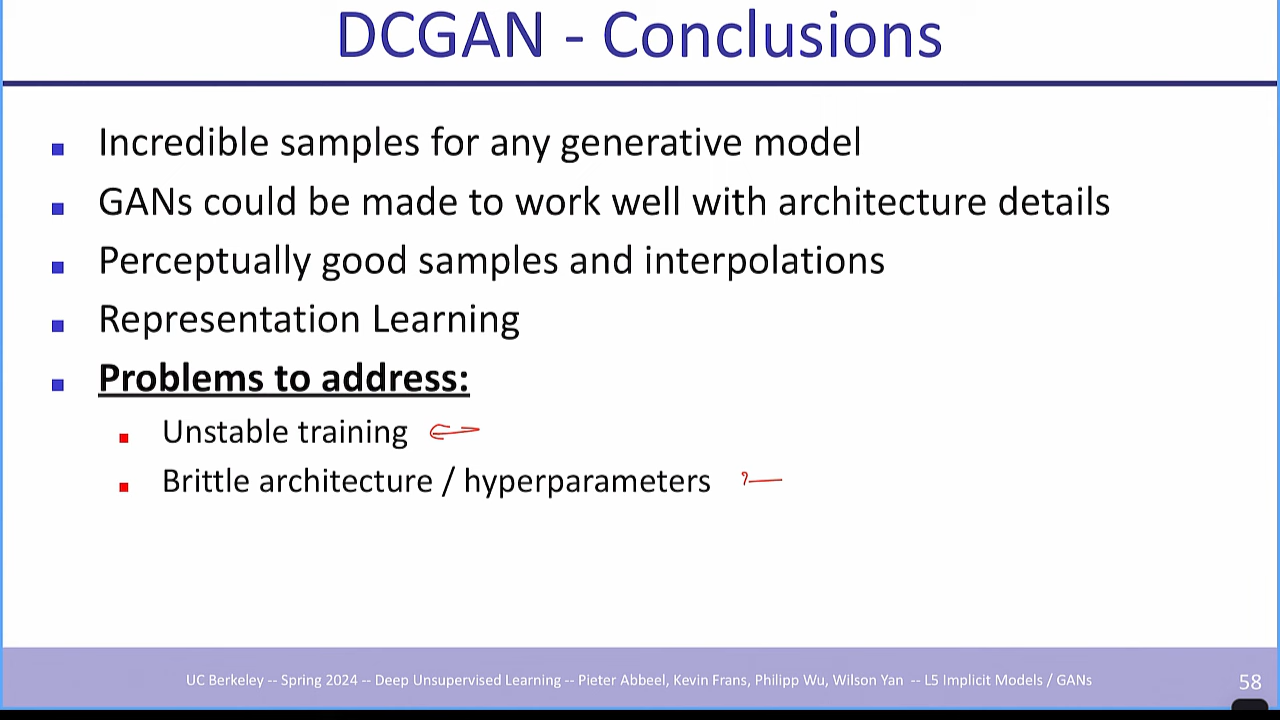 DCGAN - Conclusions
Incredible samples for any generative model
GANs could be made to work well with architecture details
Perceptually good samples and interpolations
Representation Learning
Problems to address:
Unstable training
Brittle architecture / hyperparameters
UC Berkeley -- Spring 2024 -- Deep Unsupervised Learning -- Pieter Abbeel, Kevin Frans, Philipp Wu, Wilson Yan -- L5 Implicit Models / GANs
58